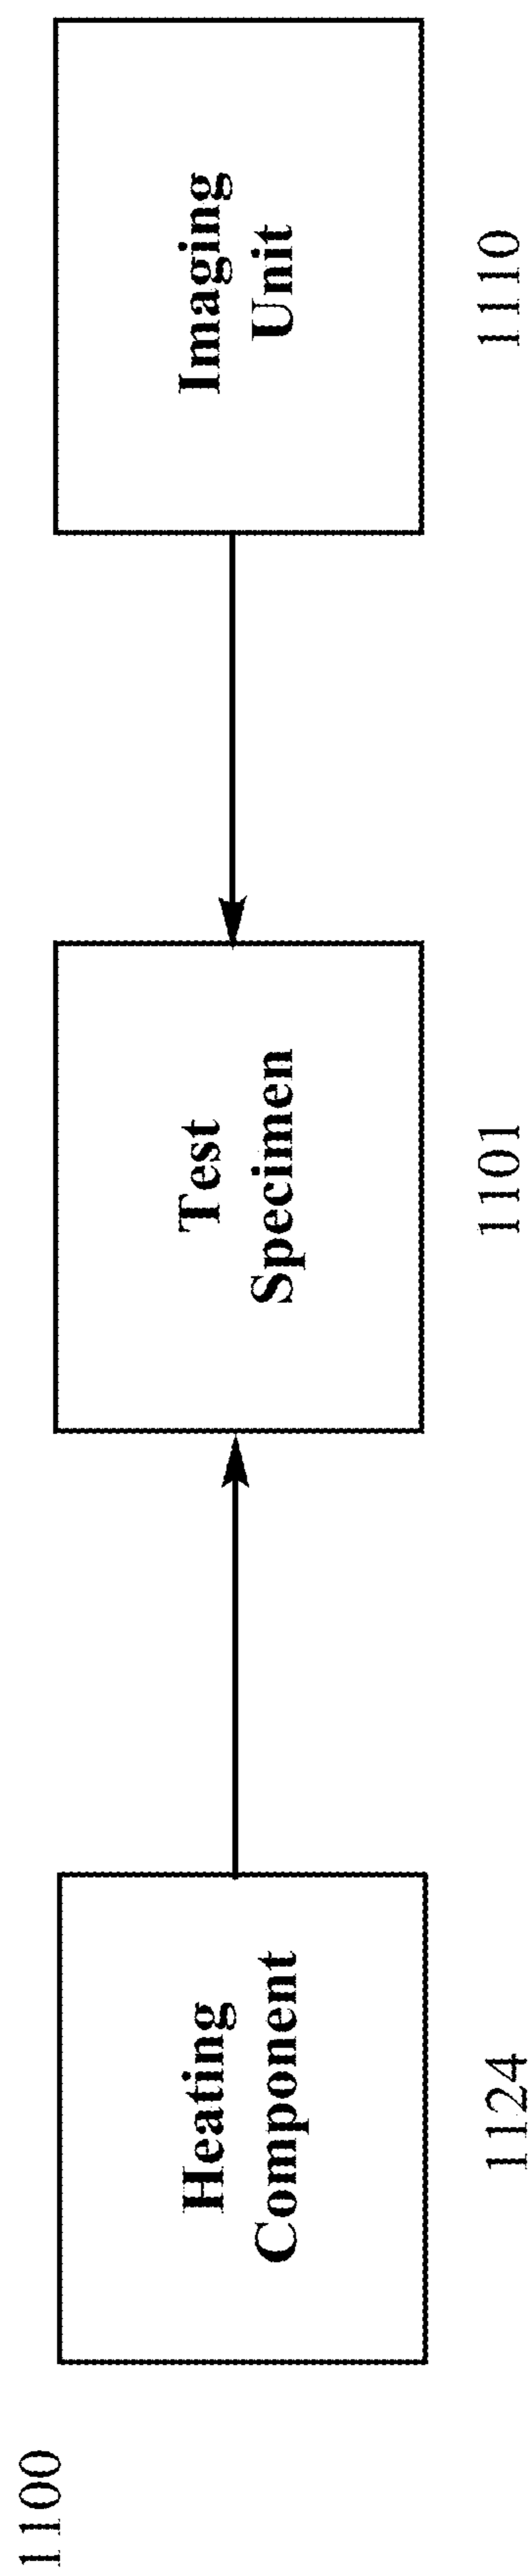 1100
Heating
Component
1124
Test
Specimen
1101
Imaging
Unit
1110